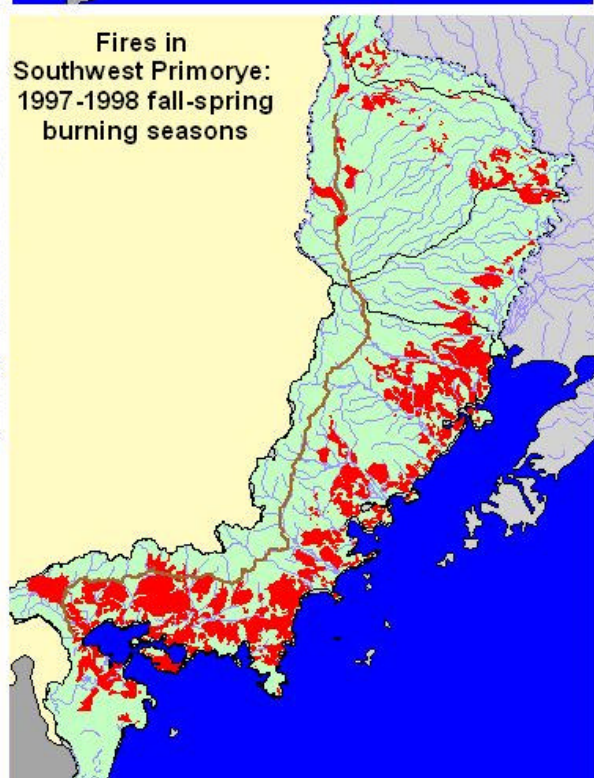 Fires in
Southwest Primorye:
1997-1998 fall-spring
burning seasons